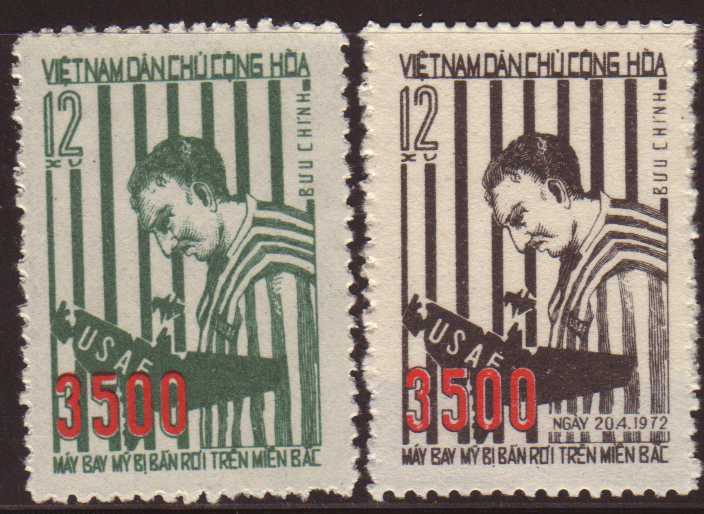 VIỆT NAM DÂN CHỦ CỘNG HÒA
12
XU
BƯU CHÍNH
USAF
3500
MÁY BAY MỸ BỊ BẮN RƠI TRÊN MIỀN BẮC
VIỆT NAM DÂN CHỦ CỘNG HÒA
12
XU
BƯU CHÍNH
USAF
3500
NGÀY 20.4.1972
MÁY BAY MỸ BỊ BẮN RƠI TRÊN MIỀN BẮC